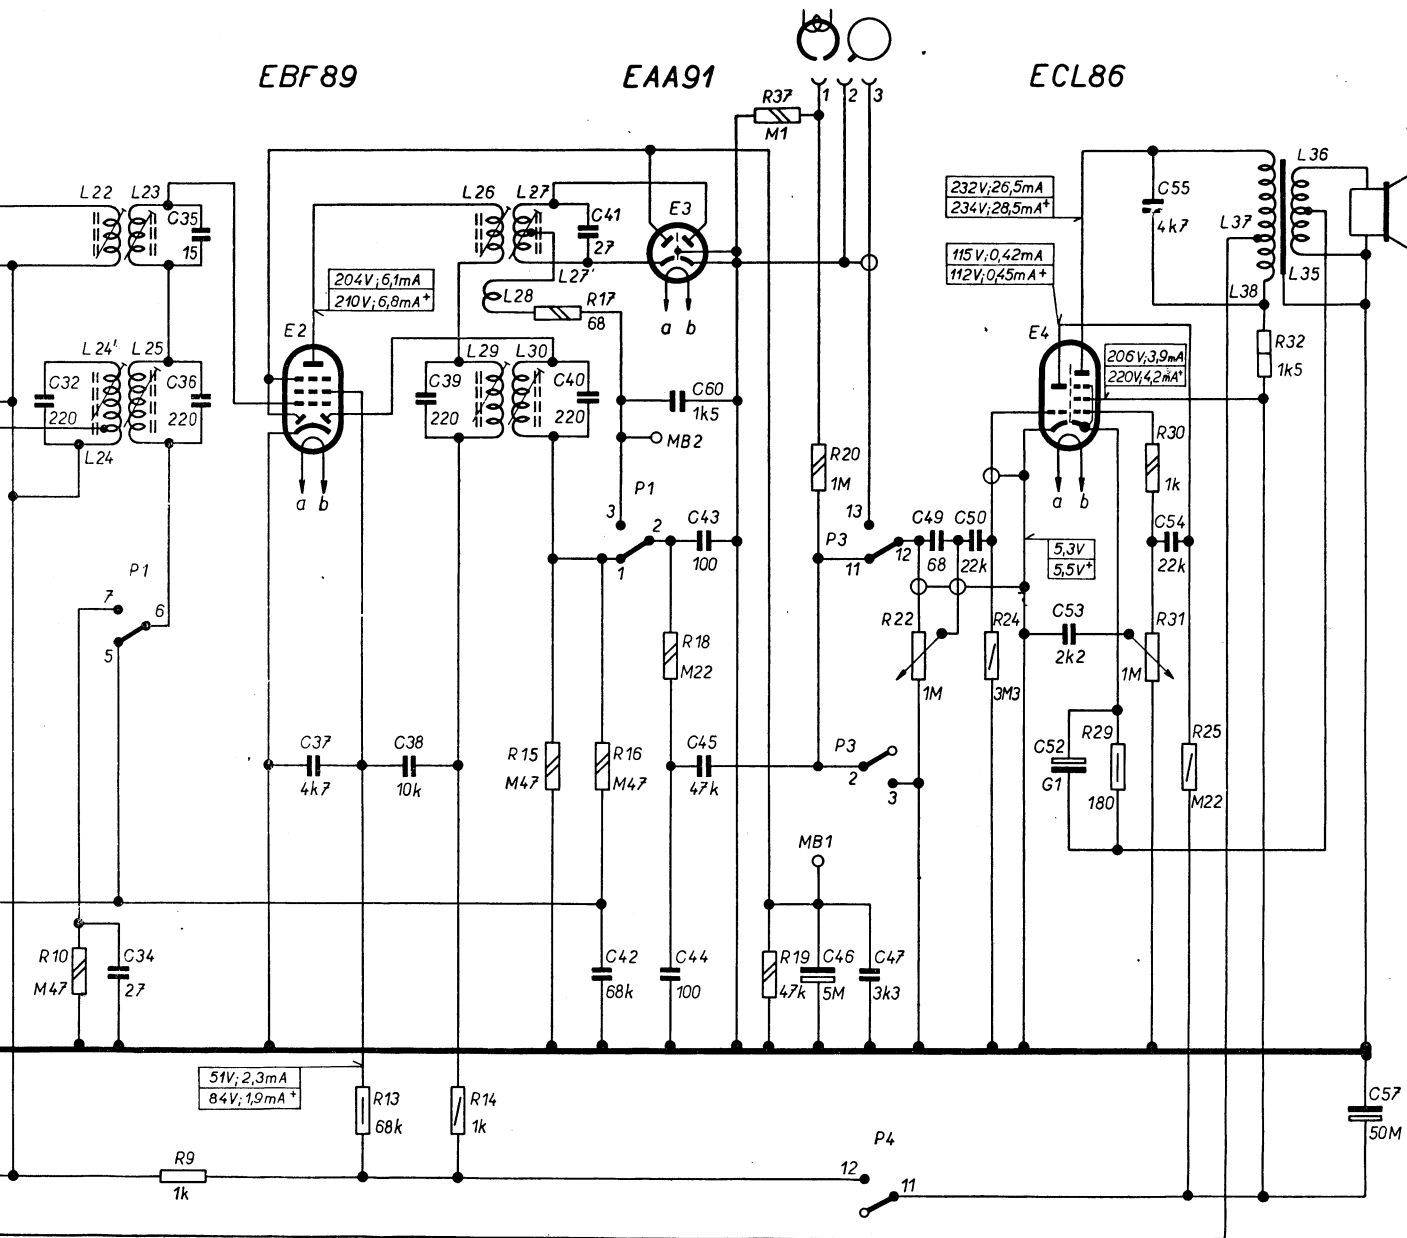 EBF89
EAA91
ECL86
1
2
3
R37
M1
L22
L23
C35
15
L26
L27
C41
27
E3
L27'
L28
R17
68
a
b
204V; 6,1mA
210V; 6,8mA+
E2
232V; 26,5mA
234V; 28,5mA+
115V; 0,42mA
112V; 0,45mA+
C55
4k7
L36
L37
L35
L38
R32
1k5
E4
206V; 3,9mA
220V; 4,2mA+
L24'
L25
C32
220
C36
220
L24
L29
L30
C39
220
C40
220
C60
1k5
MB2
a
b
R20
1M
R30
1k
a
b
P1
3
2
1
C43
100
13
P3
12
11
C49
68
C50
22k
C54
22k
5,3V
5,5V+
P1
7
6
5
R18
M22
R22
1M
R24
3M3
C53
2k2
R31
1M
C37
4k7
C38
10k
R15
M47
R16
M47
C45
47k
P3
2
3
C52
G1
R29
180
R25
M22
MB1
R10
M47
C34
27
C42
68k
C44
100
R19
47k
C46
5M
C47
3k3
51V; 2,3mA
84V; 1,9mA+
R13
68k
R14
1k
C57
50M
R9
1k
P4
12
11